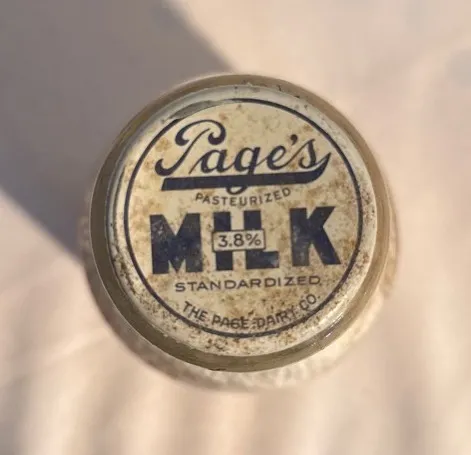 Page's
PASTEURIZED
MILK
3.8%
STANDARDIZED
THE PAGE DAIRY CO.